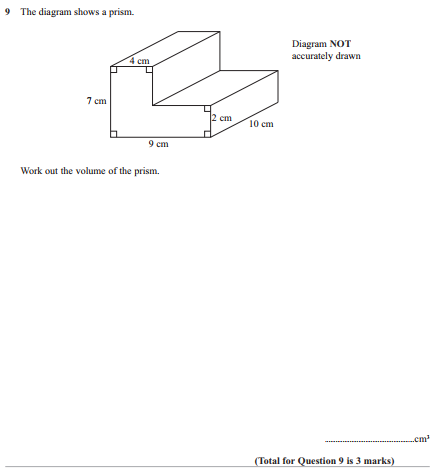 9 The diagram shows a prism.
Diagram NOT
accurately drawn
4 cm
7 cm
2 cm
10 cm
9 cm
Work out the volume of the prism.
..........................................cm³
(Total for Question 9 is 3 marks)